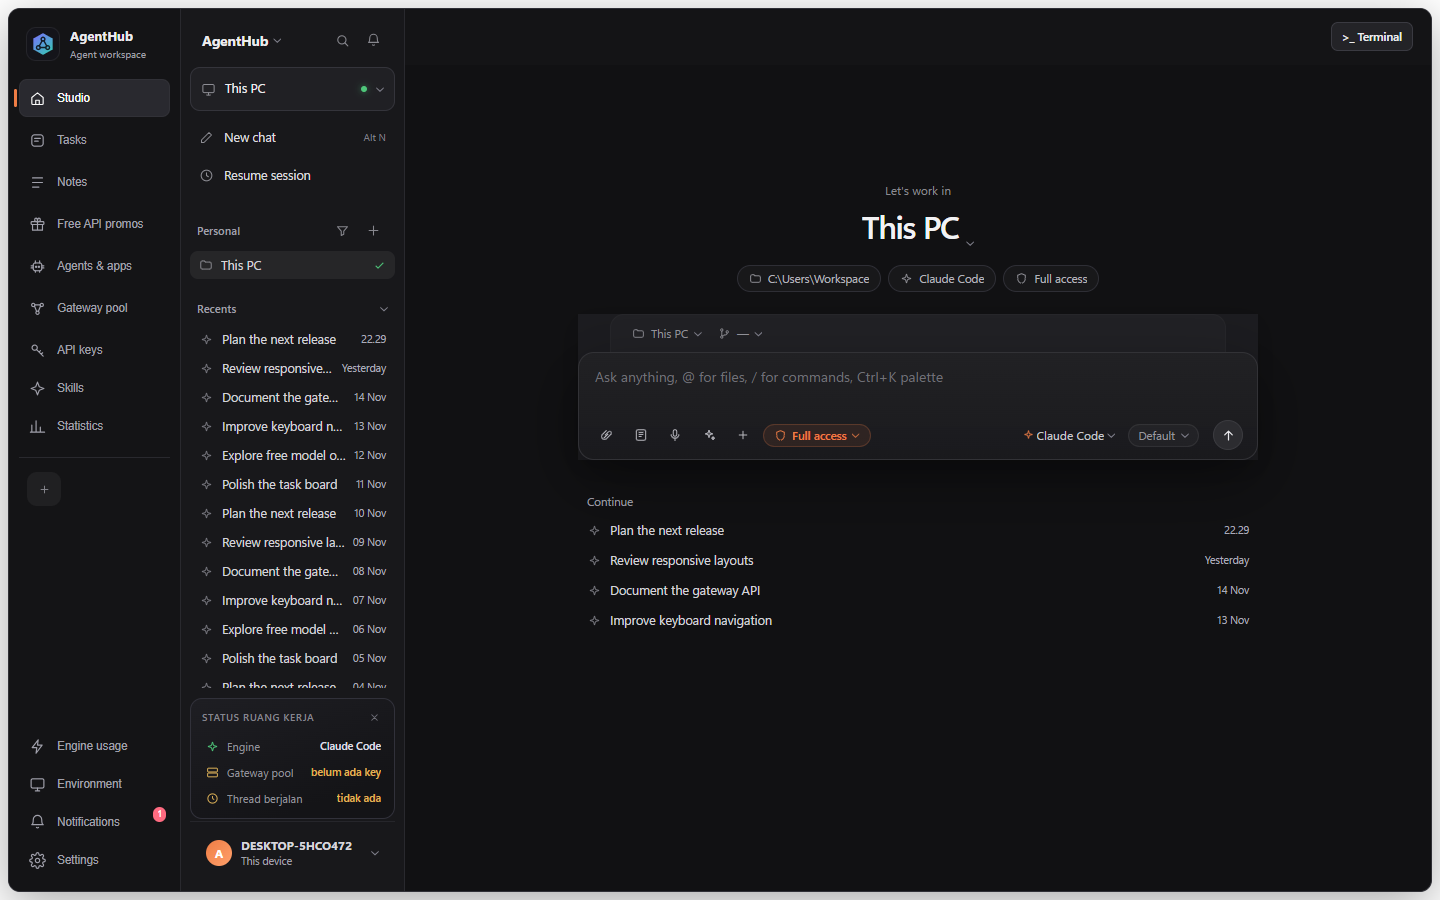 AgentHub
Agent workspace
Studio
Tasks
Notes
Free API promos
Agents & apps
Gateway pool
API keys
Skills
Statistics
+
Engine usage
Environment
Notifications
1
Settings
AgentHub
This PC
New chat
Alt N
Resume session
Personal
This PC
Recents
Plan the next release 22.29
Review responsive... Yesterday
Document the gate... 14 Nov
Improve keyboard n... 13 Nov
Explore free model o... 12 Nov
Polish the task board 11 Nov
Plan the next release 10 Nov
Review responsive la... 09 Nov
Document the gate... 08 Nov
Improve keyboard n... 07 Nov
Explore free model ... 06 Nov
Polish the task board 05 Nov
Plan the next release 04 Nov
STATUS RUANG KERJA
Engine Claude Code
Gateway pool belum ada key
Thread berjalan tidak ada
A
DESKTOP-5HCO472
This device
>_ Terminal
Let's work in
This PC
C:\Users\Workspace Claude Code Full access
This PC —
Ask anything, @ for files, / for commands, Ctrl+K palette
Full access
Claude Code Default
Continue
Plan the next release 22.29
Review responsive layouts Yesterday
Document the gateway API 14 Nov
Improve keyboard navigation 13 Nov